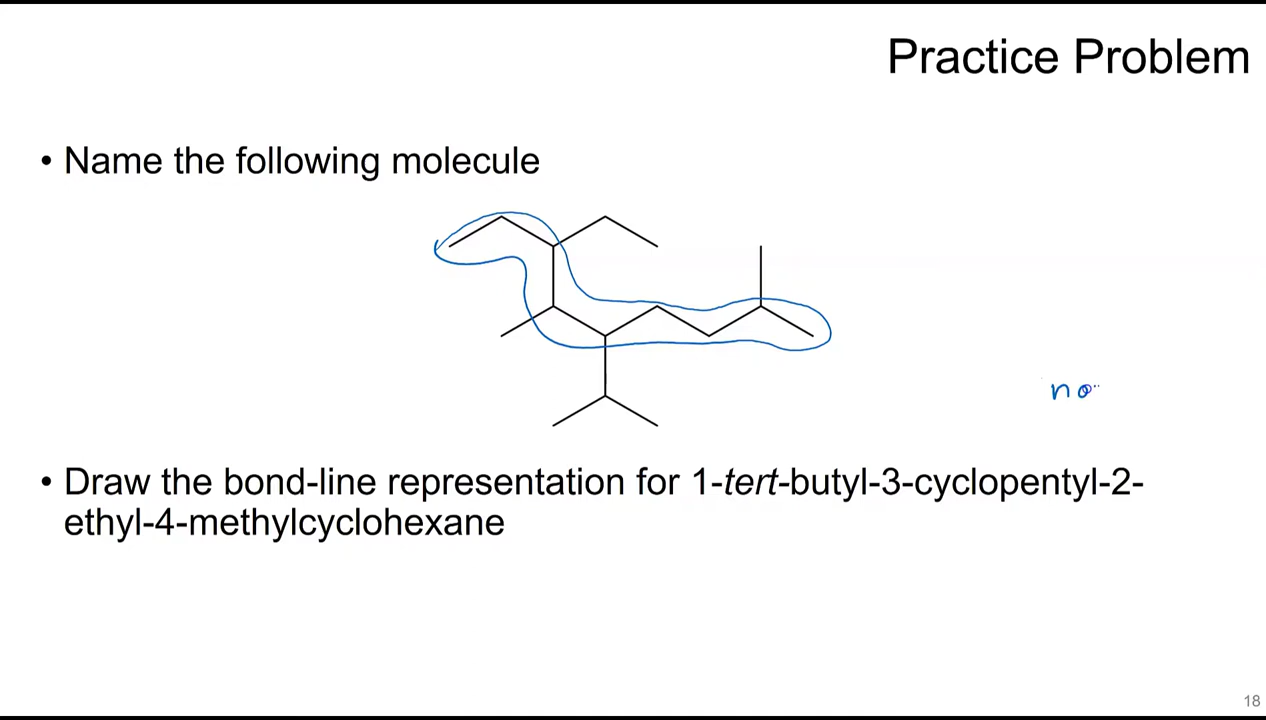 Practice Problem
• Name the following molecule
no
• Draw the bond-line representation for 1-tert-butyl-3-cyclopentyl-2-
ethyl-4-methylcyclohexane
18